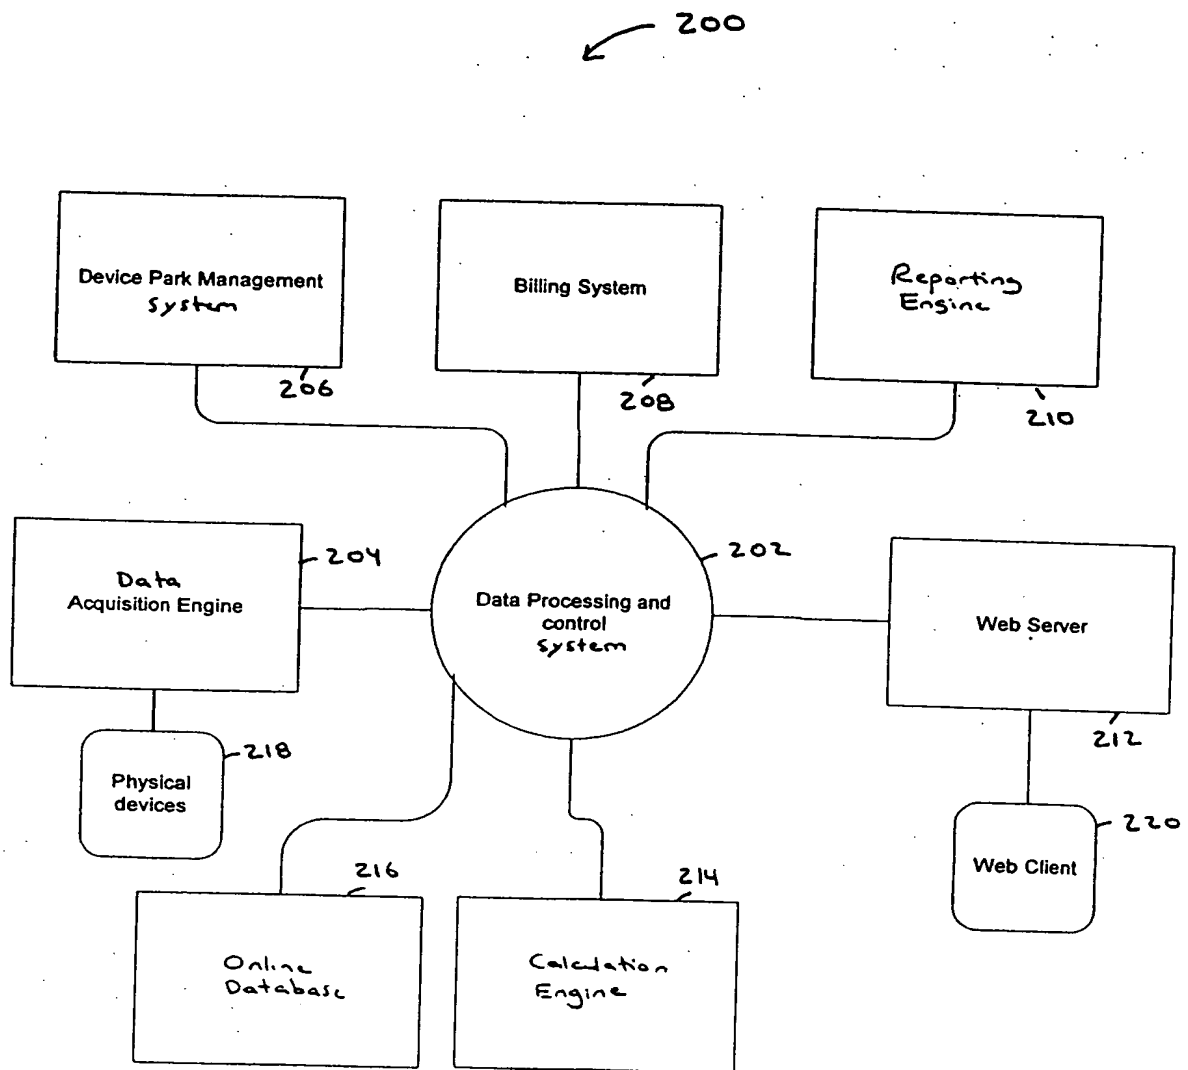 200
Device Park Management
System
206
Billing System
208
Reporting
Engine
210
Data
Acquisition Engine
204
Data Processing and
control
System
202
Web Server
212
Physical
devices
218
Web Client
220
Online
Database
216
Calculation
Engine
214